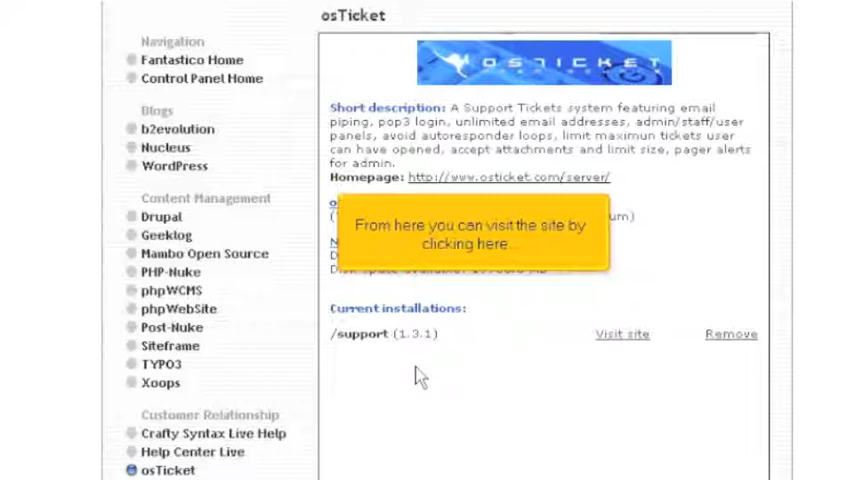 osTicket
Navigation
Fantastico Home
Control Panel Home
Blogs
b2evolution
Nucleus
WordPress
Content Management
Drupal
Geeklog
Mambo Open Source
PHP-Nuke
phpWCMS
phpWebSite
Post-Nuke
Siteframe
TYPO3
Xoops
Customer Relationship
Crafty Syntax Live Help
Help Center Live
osTicket
OSTICKET
Short description: A Support Tickets system featuring email
piping, pop3 login, unlimited email addresses, admin/staff/user
panels, avoid autoresponder loops, limit maximun tickets user
can have opened, accept attachments and limit size, pager alerts
for admin.
Homepage: http://www.osticket.com/server/
From here you can visit the site by
clicking here...
Current installations:
/support (1.3.1) Visit site Remove